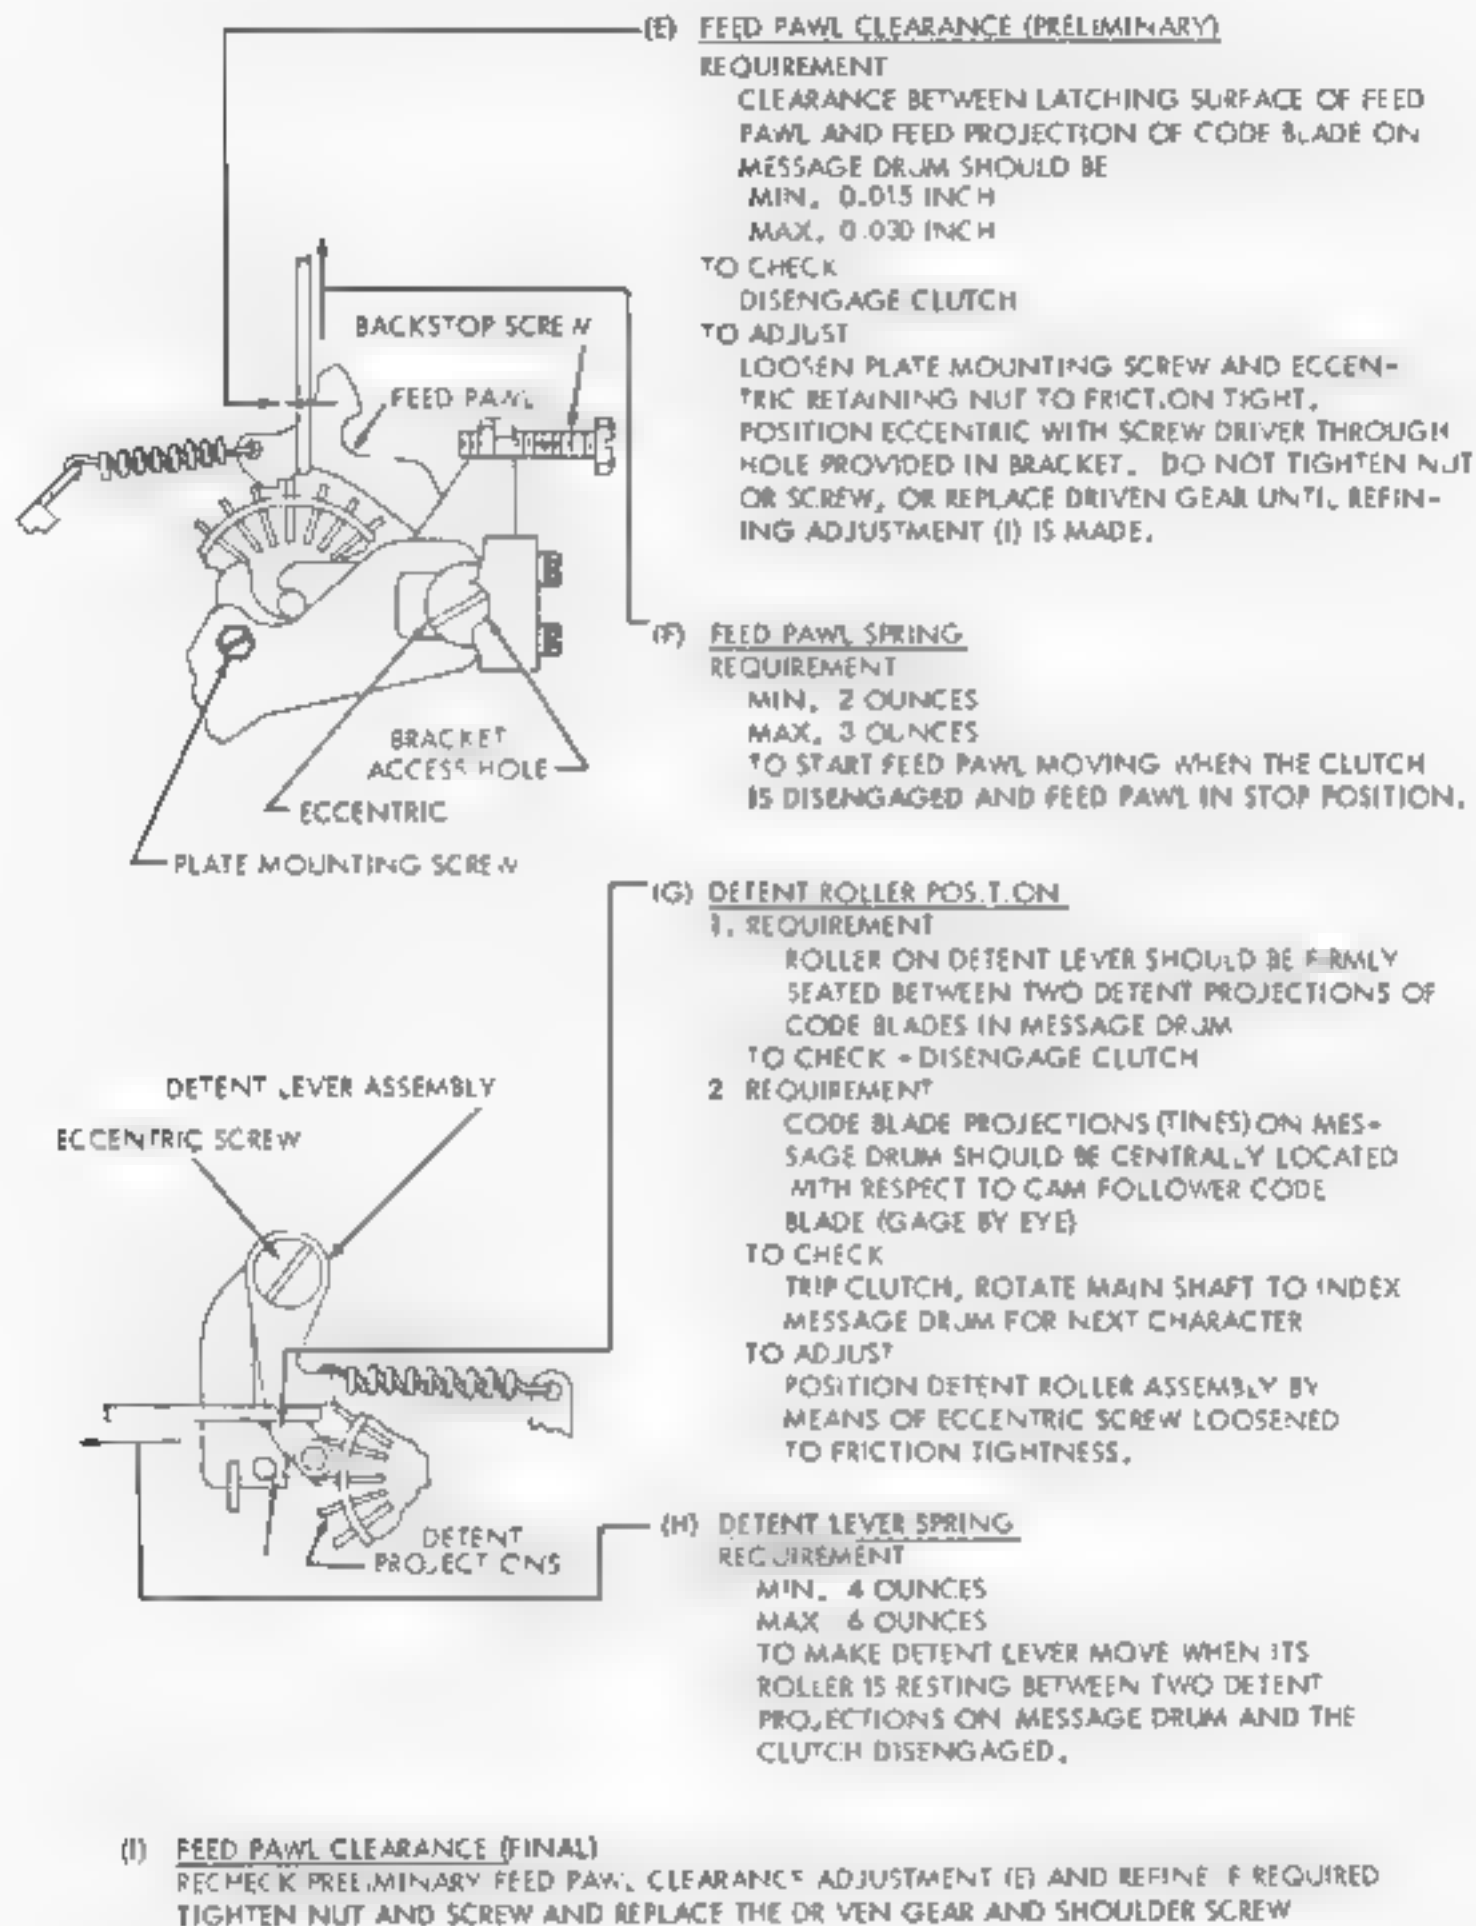 (E) FEED PAWL CLEARANCE (PRELIMINARY)
REQUIREMENT
CLEARANCE BETWEEN LATCHING SURFACE OF FEED
PAWL AND FEED PROJECTION OF CODE BLADE ON
MESSAGE DRUM SHOULD BE
MIN. 0.015 INCH
MAX. 0.030 INCH
TO CHECK
DISENGAGE CLUTCH
TO ADJUST
LOOSEN PLATE MOUNTING SCREW AND ECCEN-
TRIC RETAINING NUT TO FRICTION TIGHT.
POSITION ECCENTRIC WITH SCREW DRIVER THROUGH
HOLE PROVIDED IN BRACKET. DO NOT TIGHTEN NUT
OR SCREW, OR REPLACE DRIVEN GEAR UNTIL REFIN-
ING ADJUSTMENT (I) IS MADE.
BACKSTOP SCREW
FEED PAWL
BRACKET
ACCESS HOLE
ECCENTRIC
PLATE MOUNTING SCREW
(F) FEED PAWL SPRING
REQUIREMENT
MIN. 2 OUNCES
MAX. 3 OUNCES
TO START FEED PAWL MOVING WHEN THE CLUTCH
IS DISENGAGED AND FEED PAWL IN STOP POSITION.
(G) DETENT ROLLER POSITION
1. REQUIREMENT
ROLLER ON DETENT LEVER SHOULD BE FIRMLY
SEATED BETWEEN TWO DETENT PROJECTIONS OF
CODE BLADES IN MESSAGE DRUM
TO CHECK - DISENGAGE CLUTCH
2 REQUIREMENT
CODE BLADE PROJECTIONS (TINES) ON MES-
SAGE DRUM SHOULD BE CENTRALLY LOCATED
WITH RESPECT TO CAM FOLLOWER CODE
BLADE (GAGE BY EYE)
TO CHECK
TRIP CLUTCH, ROTATE MAIN SHAFT TO INDEX
MESSAGE DRUM FOR NEXT CHARACTER
TO ADJUST
POSITION DETENT ROLLER ASSEMBLY BY
MEANS OF ECCENTRIC SCREW LOOSENED
TO FRICTION TIGHTNESS.
DETENT LEVER ASSEMBLY
ECCENTRIC SCREW
DETENT
PROJECTIONS
(H) DETENT LEVER SPRING
REQUIREMENT
MIN. 4 OUNCES
MAX 6 OUNCES
TO MAKE DETENT LEVER MOVE WHEN ITS
ROLLER IS RESTING BETWEEN TWO DETENT
PROJECTIONS ON MESSAGE DRUM AND THE
CLUTCH DISENGAGED.
(I) FEED PAWL CLEARANCE (FINAL)
RECHECK PRELIMINARY FEED PAWL CLEARANCE ADJUSTMENT (E) AND REFINE IF REQUIRED
TIGHTEN NUT AND SCREW AND REPLACE THE DRIVEN GEAR AND SHOULDER SCREW